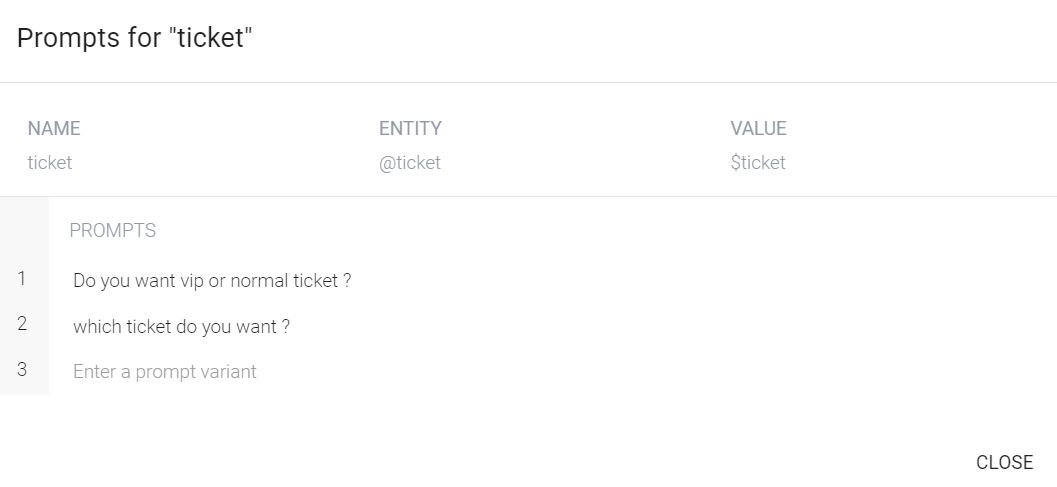 Prompts for "ticket"
NAME ENTITY VALUE
ticket @ticket $ticket
PROMPTS
1 Do you want vip or normal ticket ?
2 which ticket do you want ?
3 Enter a prompt variant
CLOSE